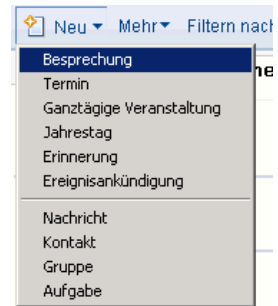 Neu Mehr Filtern nach
Besprechung
Termin
Ganztägige Veranstaltung
Jahrestag
Erinnerung
Ereignisankündigung
Nachricht
Kontakt
Gruppe
Aufgabe